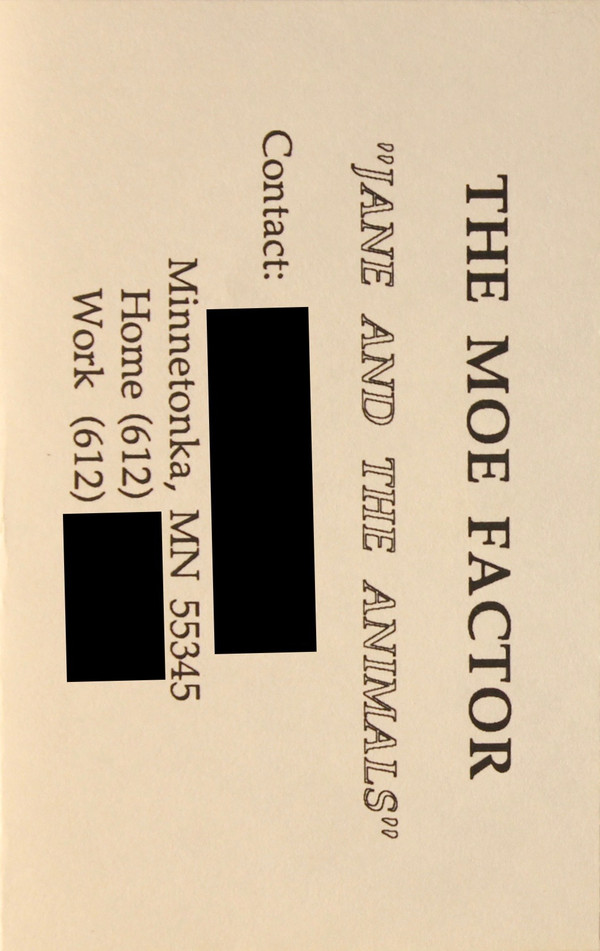 THE MOE FACTOR
"JANE AND THE ANIMALS"
Contact:
Minnetonka, MN 55345
Home (612)
Work (612)